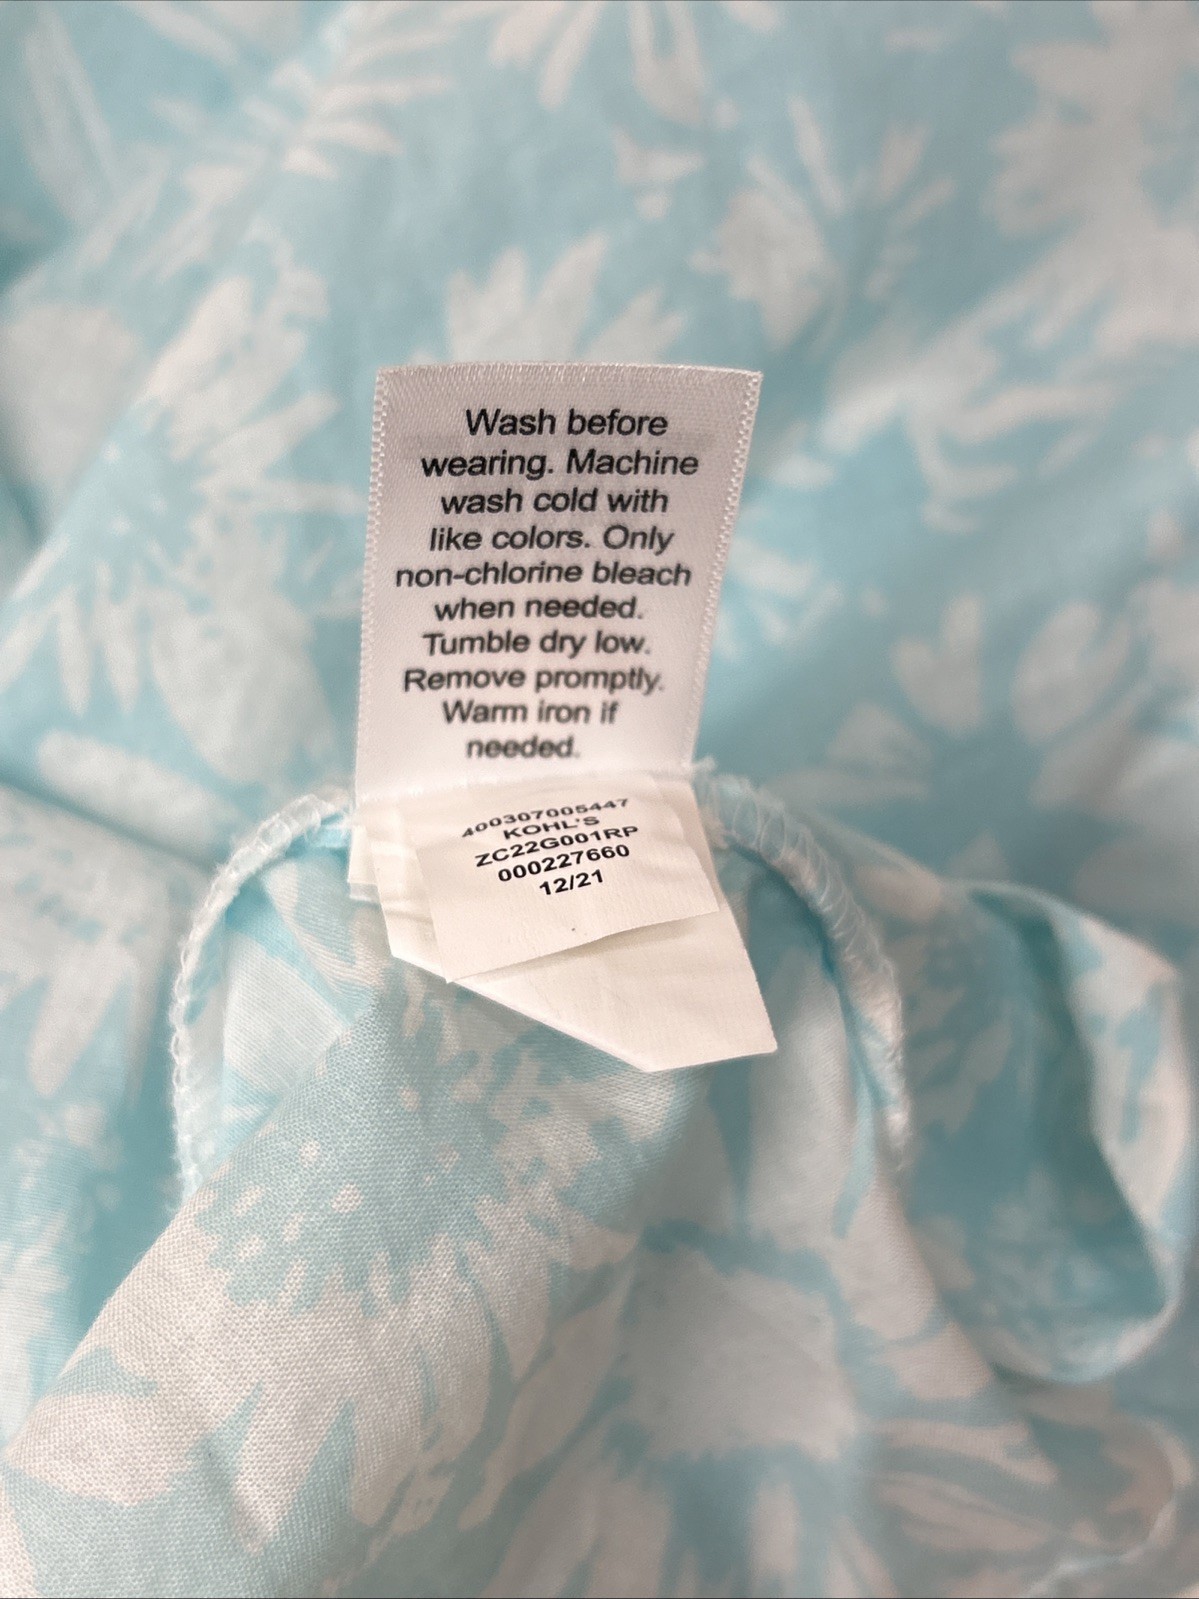 Wash before
wearing. Machine
wash cold with
like colors. Only
non-chlorine bleach
when needed.
Tumble dry low.
Remove promptly.
Warm iron if
needed.
400307005447
KOHL'S
ZC22G001RP
000227660
12/21